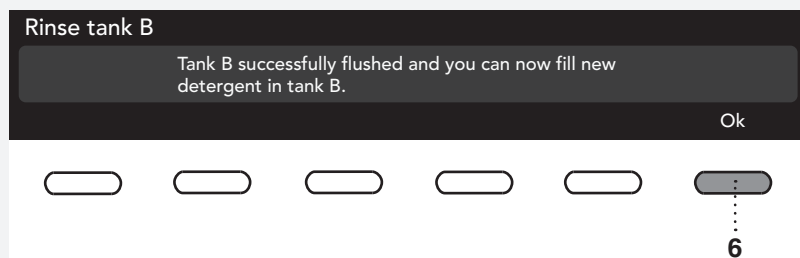 Rinse tank B
Tank B successfully flushed and you can now fill new
detergent in tank B.
Ok
6